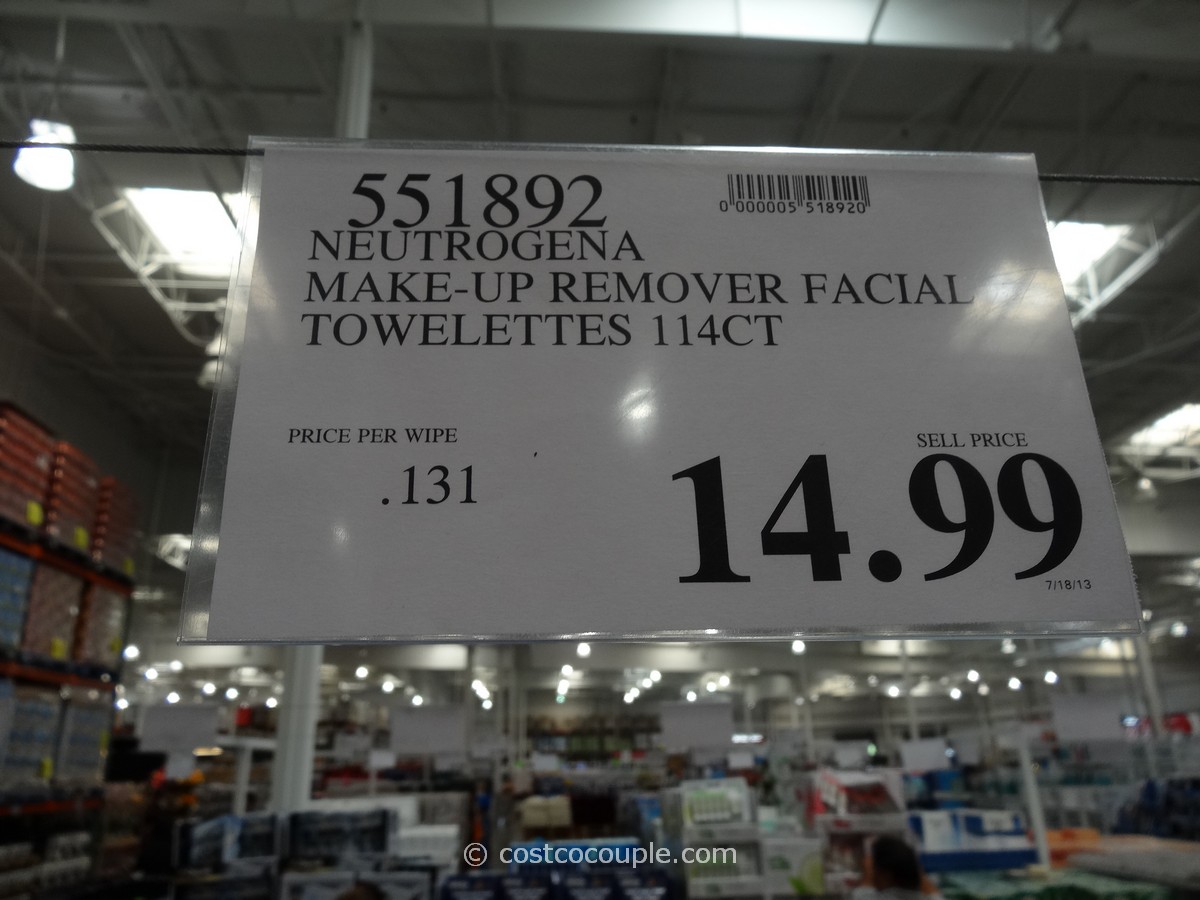 551892
0 000005 518920
NEUTROGENA
MAKE-UP REMOVER FACIAL
TOWELETTES 114CT
PRICE PER WIPE
.131
SELL PRICE
14.99
7/18/13
© costcocouple.com